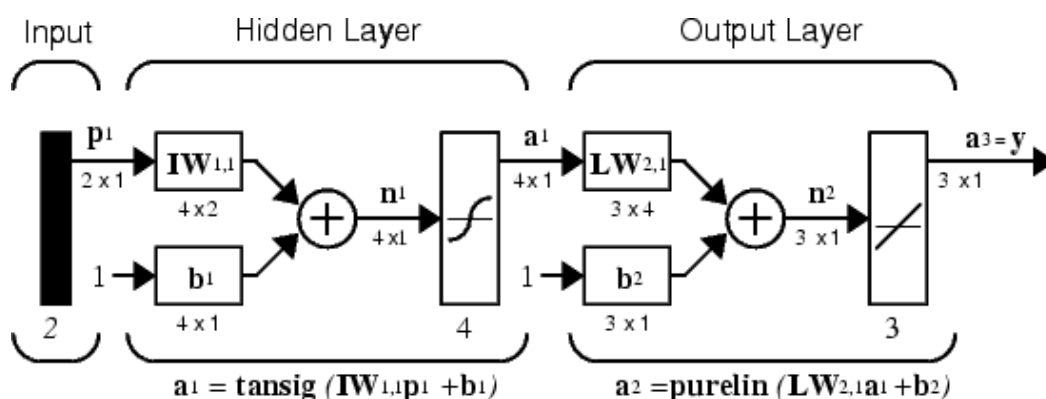 Input Hidden Layer Output Layer
p1 a1 a3 = y
IW1,1 LW2,1
2 x 1 4 x 1 3 x 1
4 x 2 n1 3 x 4 n2
4 x 1 3 x 1
1 b1 1 b2
4 x 1 3 x 1
2 4 3
a1 = tansig (IW1,1p1 +b1) a2 =purelin (LW2,1a1 +b2)